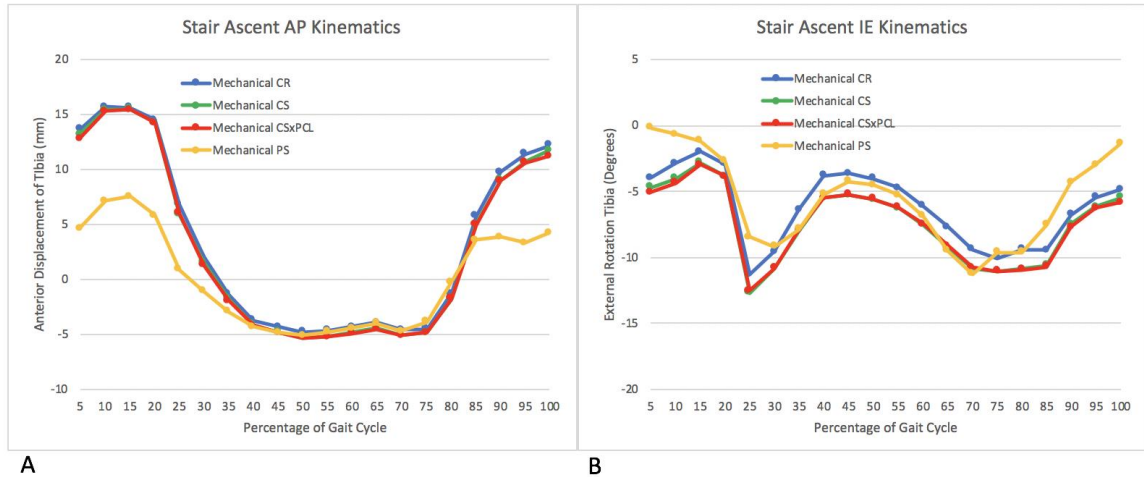 Stair Ascent AP Kinematics
20
15
10
5
0
-5
-10
Anterior Displacement of Tibia (mm)
Mechanical CR
Mechanical CS
Mechanical CSxPCL
Mechanical PS
5 10 15 20 25 30 35 40 45 50 55 60 65 70 75 80 85 90 95 100
Percentage of Gait Cycle
A
Stair Ascent IE Kinematics
5
0
-5
-10
-15
-20
External Rotation Tibia (Degrees)
Mechanical CR
Mechanical CS
Mechanical CSxPCL
Mechanical PS
5 10 15 20 25 30 35 40 45 50 55 60 65 70 75 80 85 90 95 100
Percentage of Gait Cycle
B